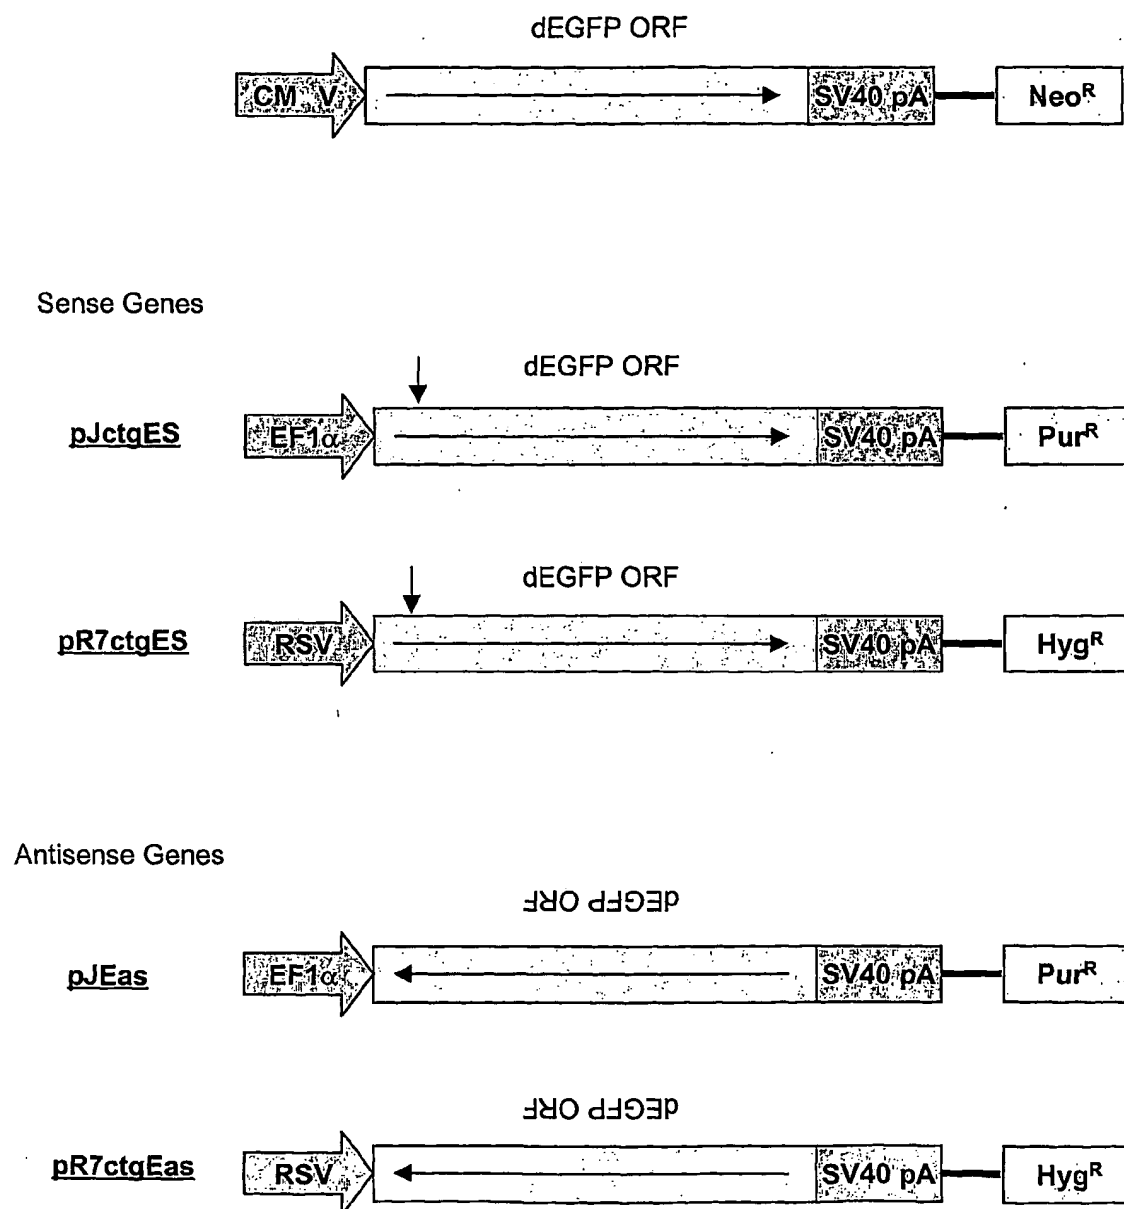 dEGFP ORF
CM V SV40 pA Neo^R
Sense Genes
dEGFP ORF
pJctgES EF1α SV40 pA Pur^R
dEGFP ORF
pR7ctgES RSV SV40 pA Hyg^R
Antisense Genes
dEGFP ORF
pJEas EF1α SV40 pA Pur^R
dEGFP ORF
pR7ctgEas RSV SV40 pA Hyg^R